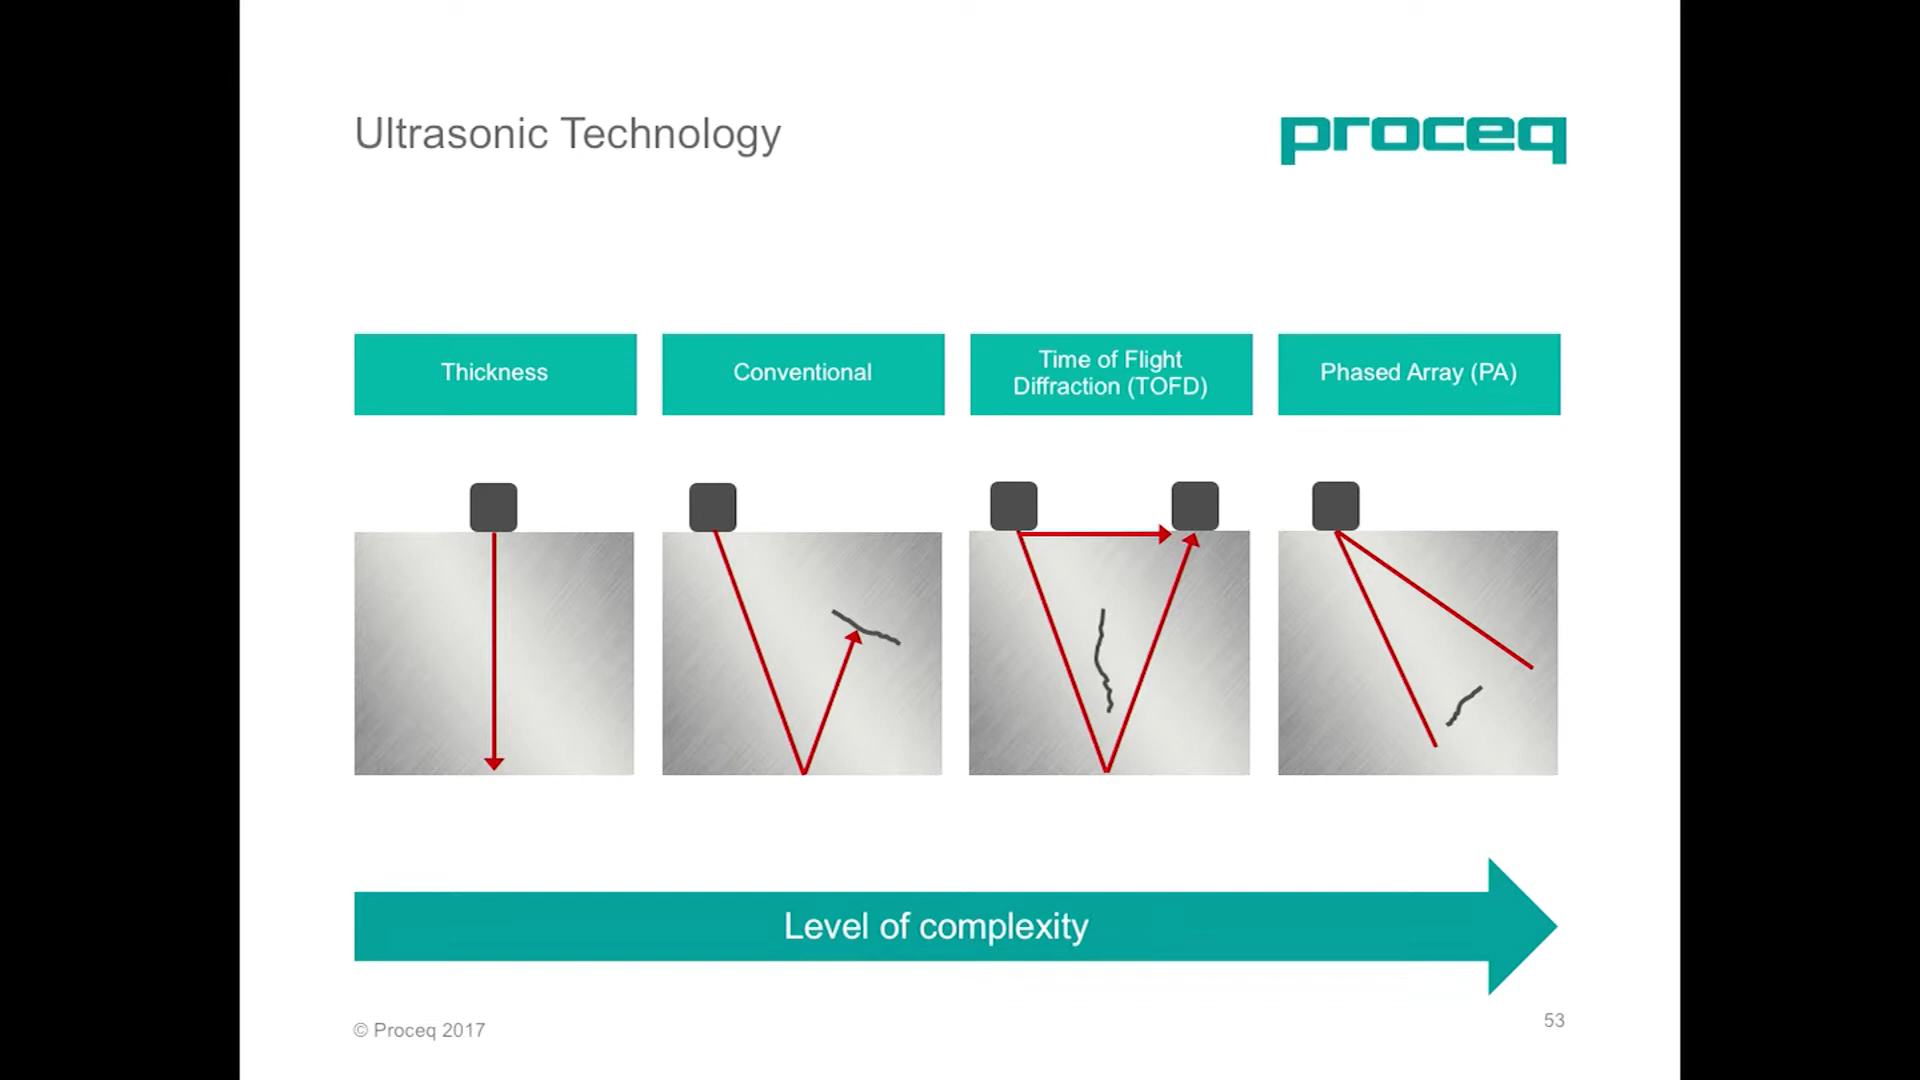 Ultrasonic Technology
proceq
Thickness
Conventional
Time of Flight
Diffraction (TOFD)
Phased Array (PA)
Level of complexity
© Proceq 2017
53